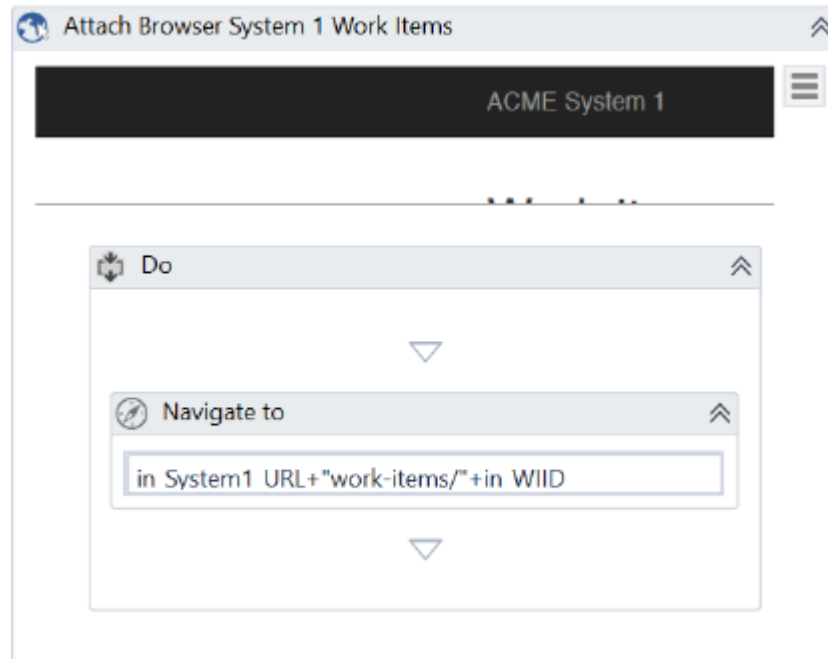 Attach Browser System 1 Work Items
ACME System 1
Do
Navigate to
in System1 URL+"work-items/"+in WIID